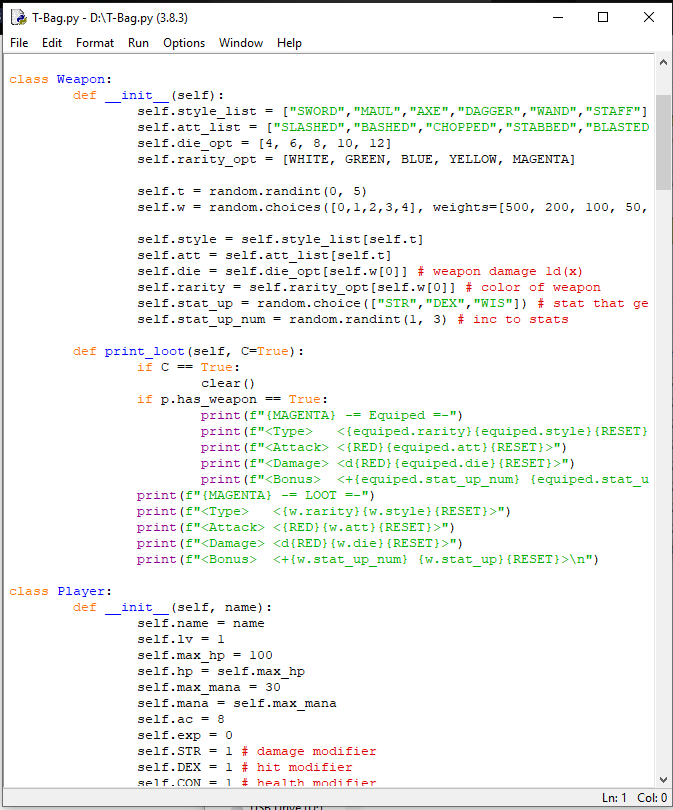 T-Bag.py - D:\T-Bag.py (3.8.3)
File Edit Format Run Options Window Help
class Weapon:
        def __init__(self):
                self.style_list = ["SWORD","MAUL","AXE","DAGGER","WAND","STAFF"]
                self.att_list = ["SLASHED","BASHED","CHOPPED","STABBED","BLASTED
                self.die_opt = [4, 6, 8, 10, 12]
                self.rarity_opt = [WHITE, GREEN, BLUE, YELLOW, MAGENTA]

                self.t = random.randint(0, 5)
                self.w = random.choices([0,1,2,3,4], weights=[500, 200, 100, 50,

                self.style = self.style_list[self.t]
                self.att = self.att_list[self.t]
                self.die = self.die_opt[self.w[0]] # weapon damage 1d(x)
                self.rarity = self.rarity_opt[self.w[0]] # color of weapon
                self.stat_up = random.choice(["STR","DEX","WIS"]) # stat that ge
                self.stat_up_num = random.randint(1, 3) # inc to stats

        def print_loot(self, C=True):
                if C == True:
                        clear()
                if p.has_weapon == True:
                        print(f"{MAGENTA} -= Equiped =-")
                        print(f"<Type>   <{equiped.rarity}{equiped.style}{RESET}
                        print(f"<Attack> <{RED}{equiped.att}{RESET}>")
                        print(f"<Damage> <d{RED}{equiped.die}{RESET}>")
                        print(f"<Bonus>  <+{equiped.stat_up_num} {equiped.stat_u
                print(f"{MAGENTA} -= LOOT =-")
                print(f"<Type>   <{w.rarity}{w.style}{RESET}>")
                print(f"<Attack> <{RED}{w.att}{RESET}>")
                print(f"<Damage> <d{RED}{w.die}{RESET}>")
                print(f"<Bonus>  <+{w.stat_up_num} {w.stat_up}{RESET}>\n")

class Player:
        def __init__(self, name):
                self.name = name
                self.lv = 1
                self.max_hp = 100
                self.hp = self.max_hp
                self.max_mana = 30
                self.mana = self.max_mana
                self.ac = 8
                self.exp = 0
                self.STR = 1 # damage modifier
                self.DEX = 1 # hit modifier
                self.CON = 1 # health modifier
Ln: 1 Col: 0